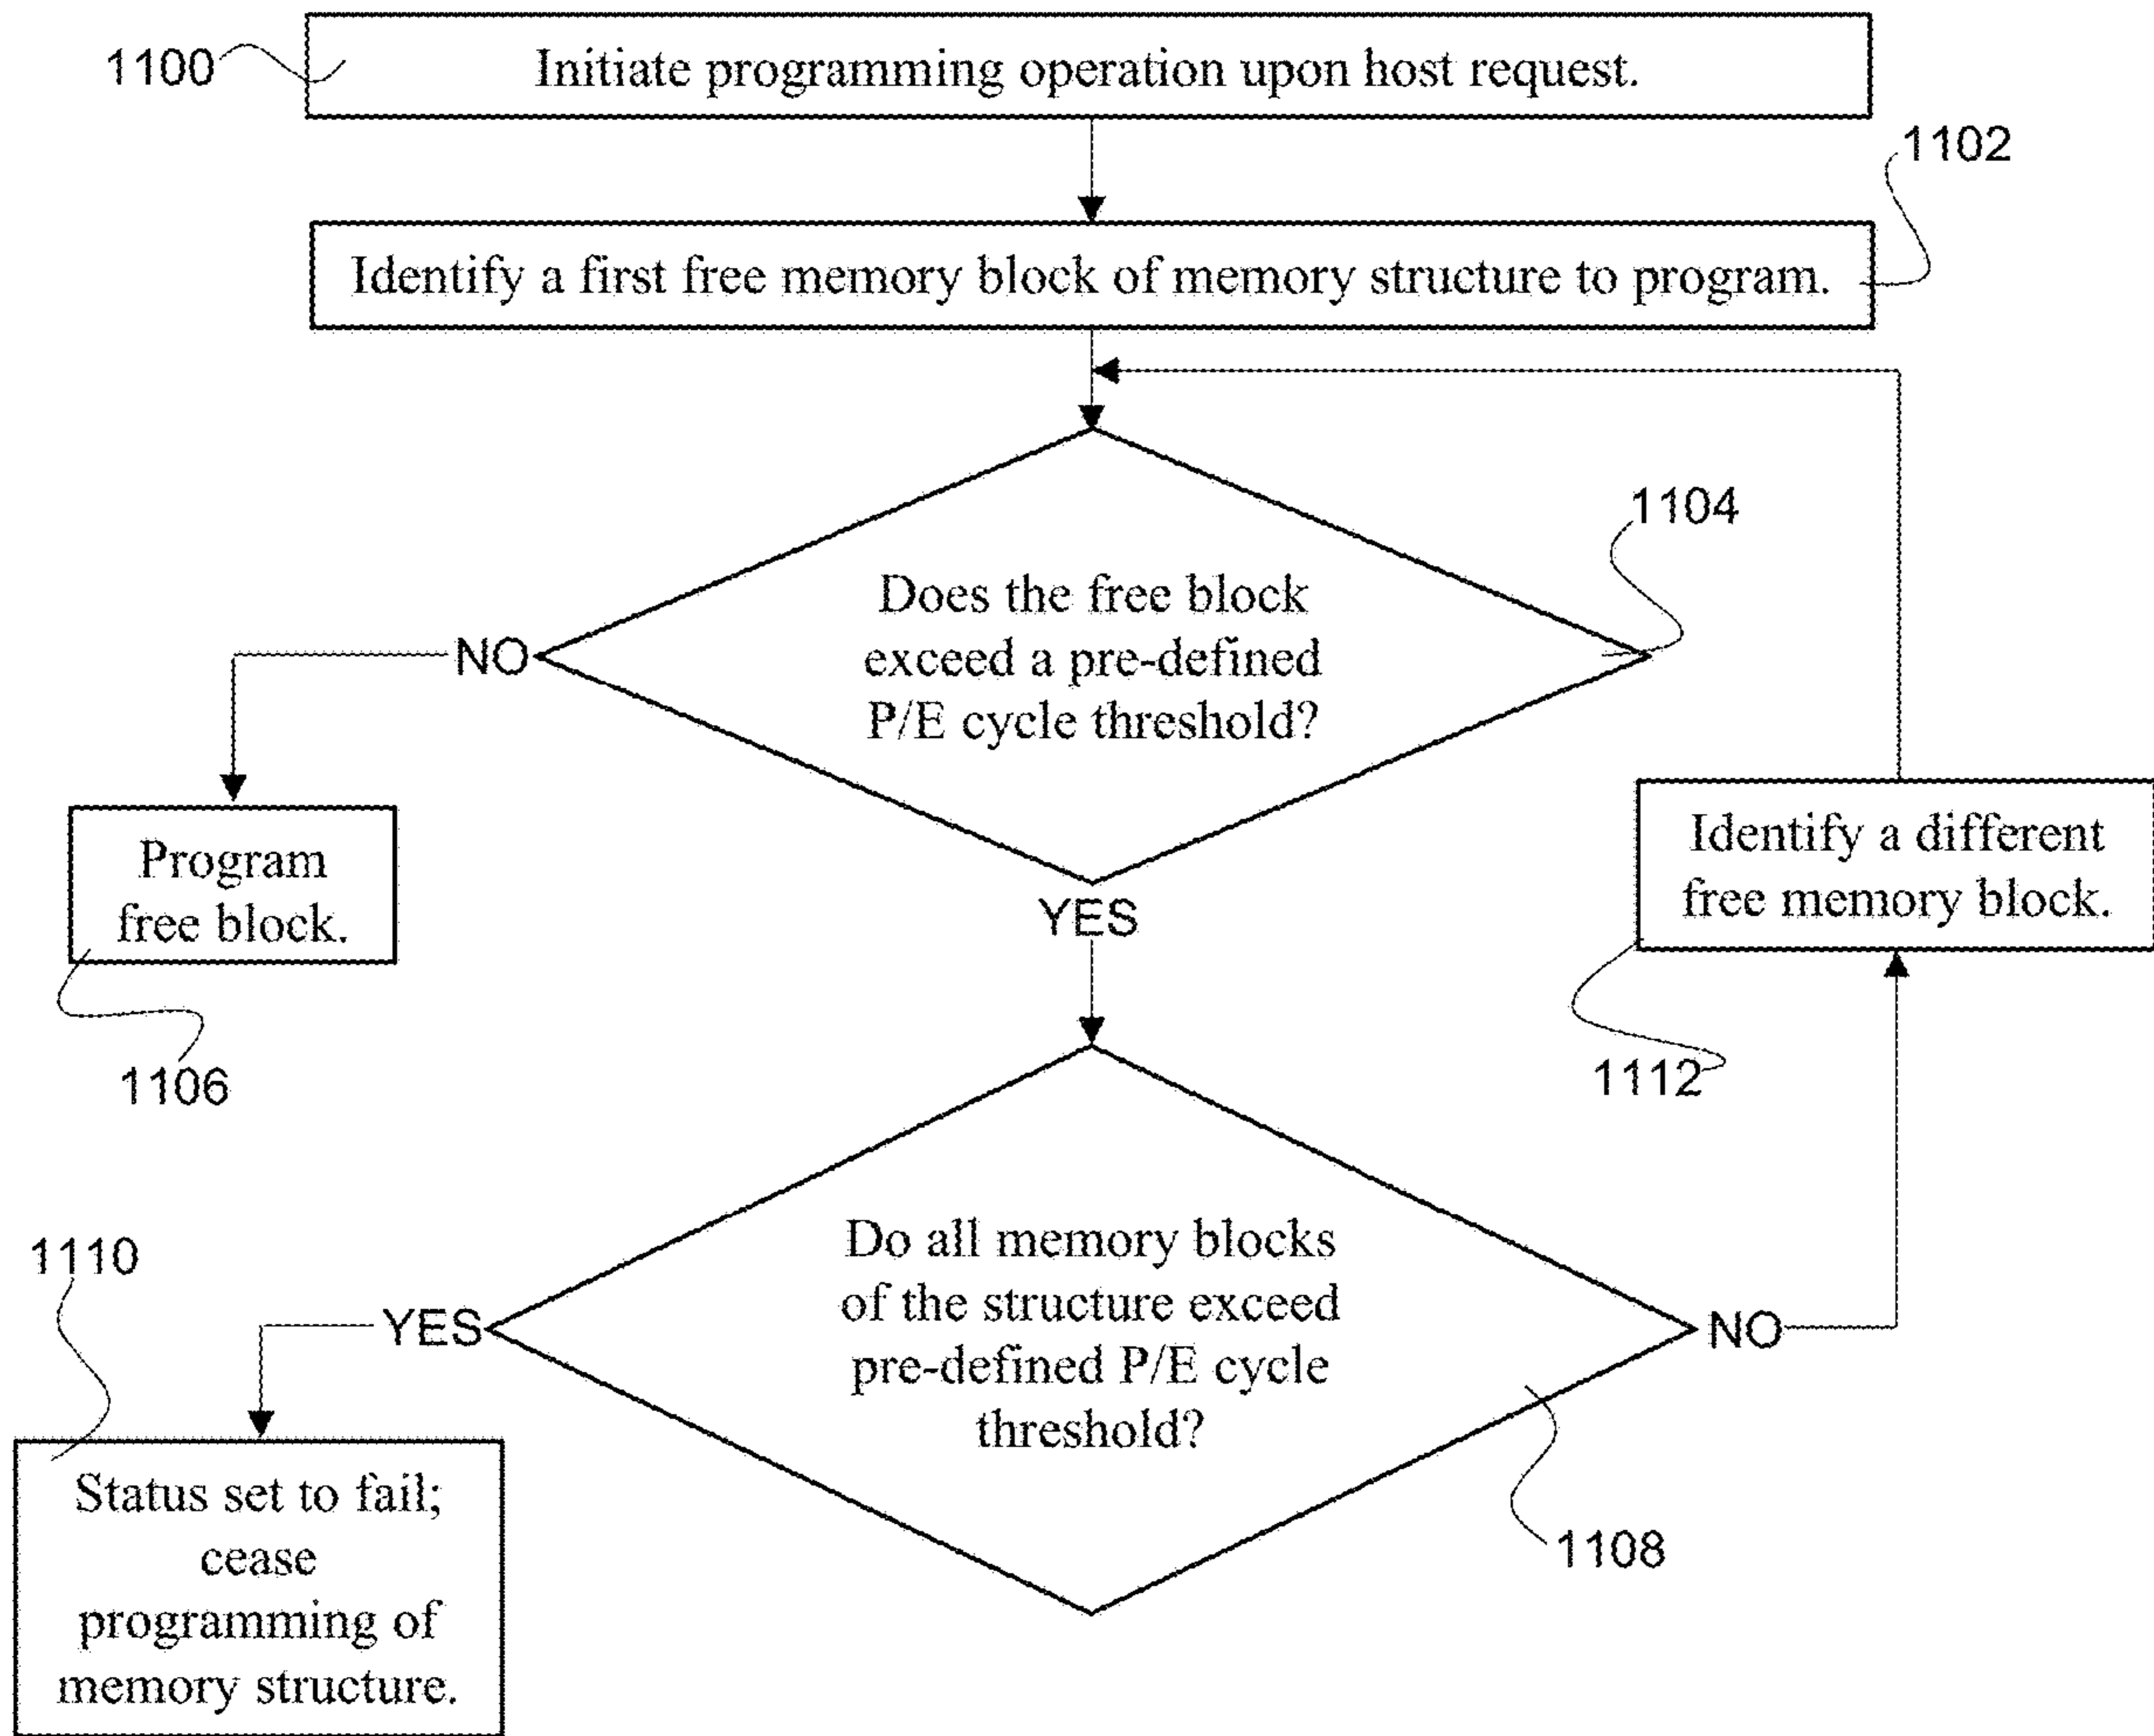 1100
Initiate programming operation upon host request.
1102
Identify a first free memory block of memory structure to program.
1104
Does the free block
exceed a pre-defined
P/E cycle threshold?
NO
YES
Program
free block.
1106
Identify a different
free memory block.
1112
Do all memory blocks
of the structure exceed
pre-defined P/E cycle
threshold?
1108
YES
NO
1110
Status set to fail;
cease
programming of
memory structure.